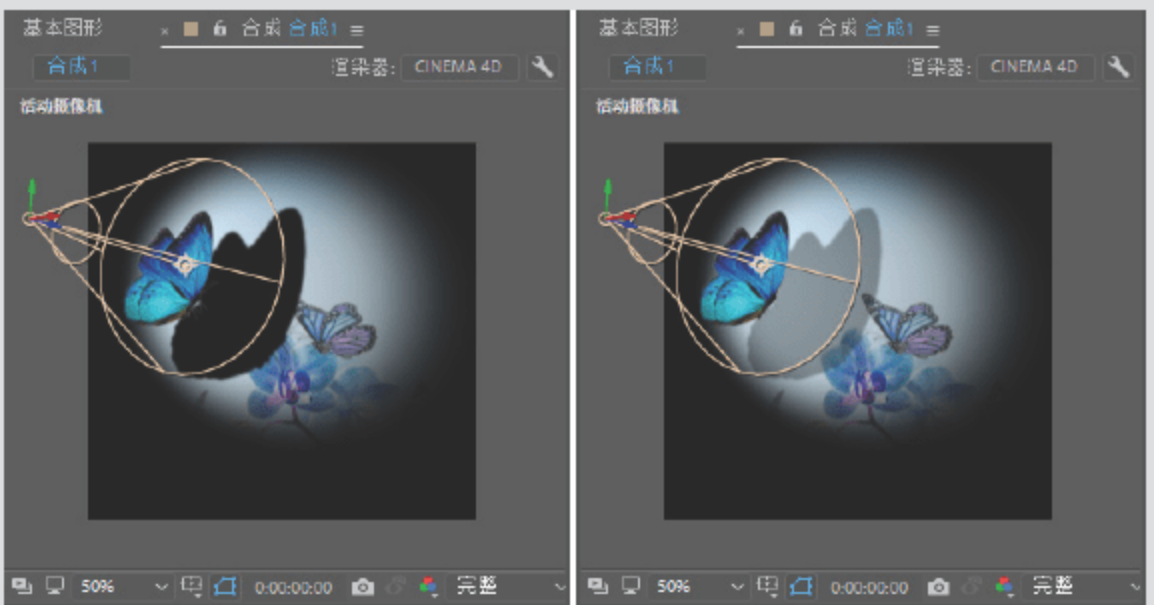 基本图形
× 合成 合成1 ≡
合成1
渲染器: CINEMA 4D
活动摄像机
50%
0:00:00:00
完整
基本图形
× 合成 合成1 ≡
合成1
渲染器: CINEMA 4D
活动摄像机
50%
0:00:00:00
完整